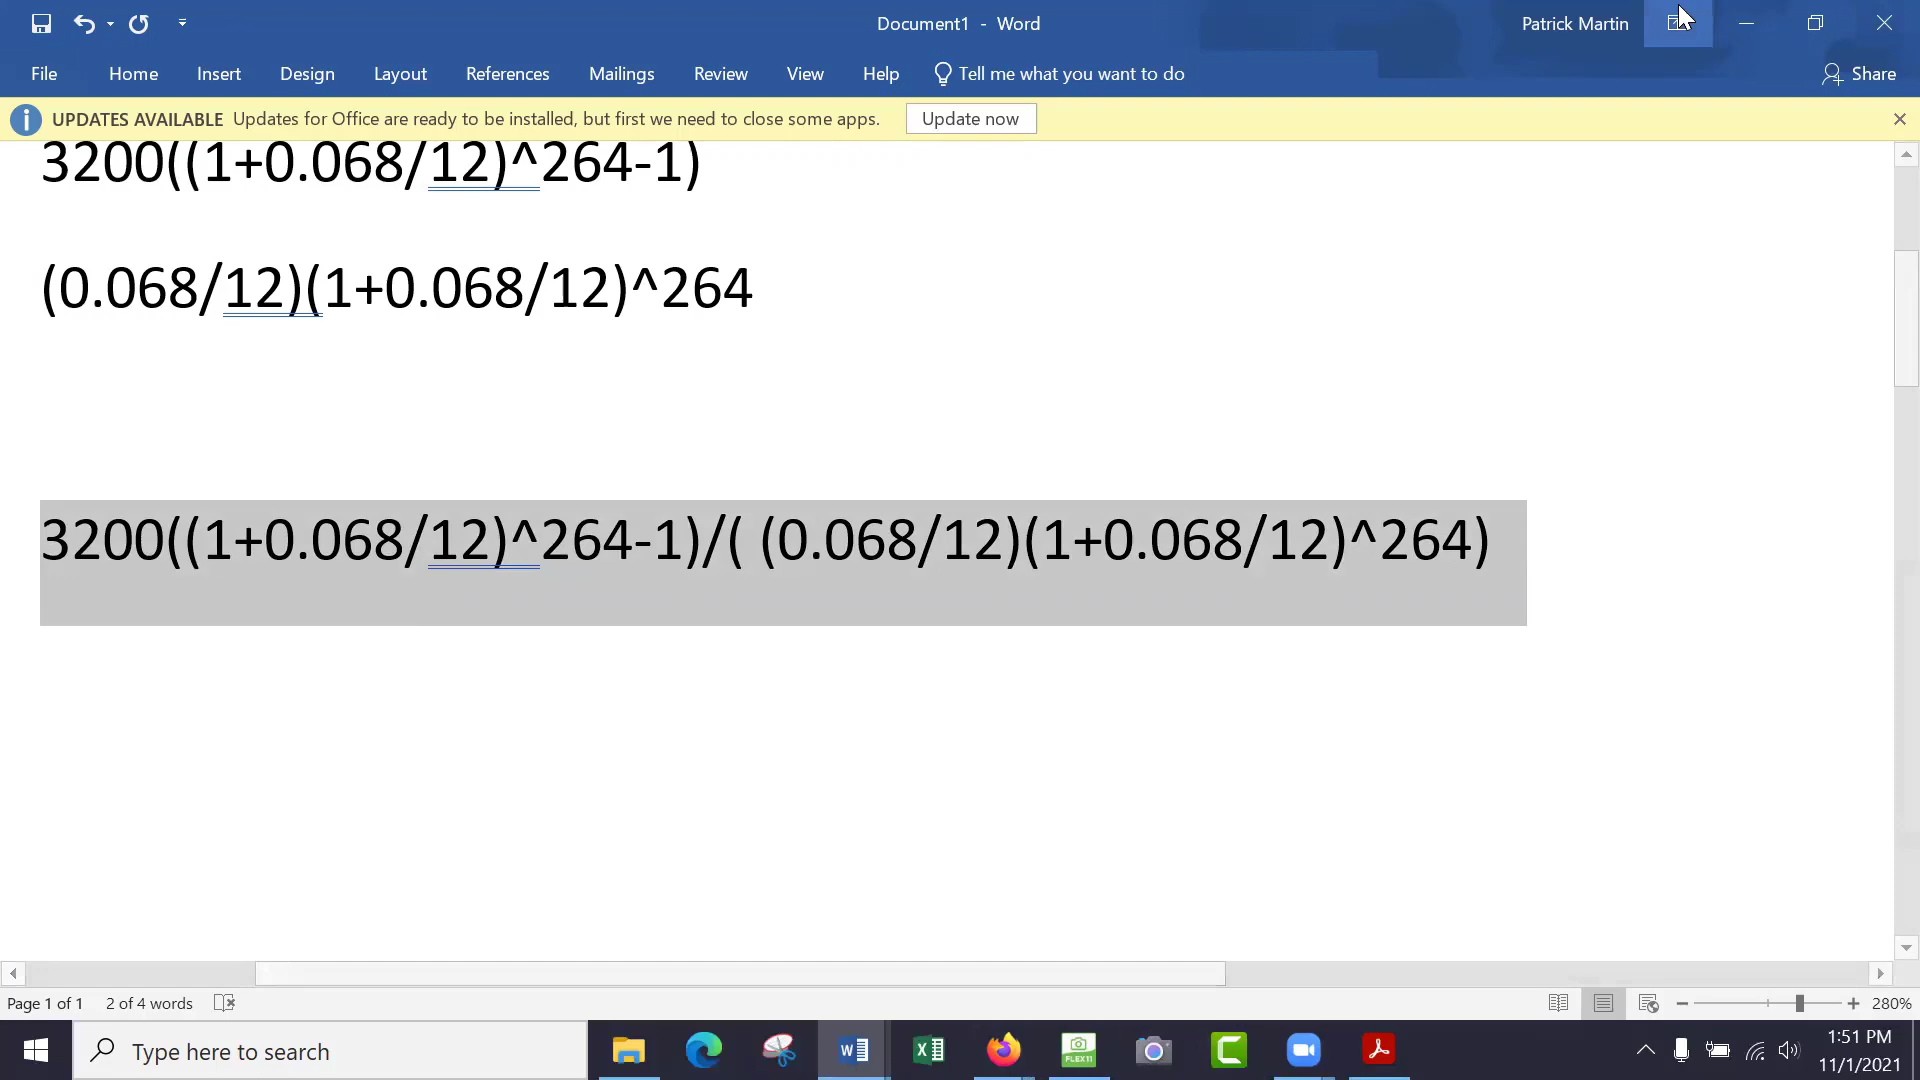 Document1 - Word
Patrick Martin
File Home Insert Design Layout References Mailings Review View Help Tell me what you want to do Share
UPDATES AVAILABLE Updates for Office are ready to be installed, but first we need to close some apps. Update now
3200((1+0.068/12)^264-1)
(0.068/12)(1+0.068/12)^264
3200((1+0.068/12)^264-1)/( (0.068/12)(1+0.068/12)^264)
Page 1 of 1 2 of 4 words 280%
Type here to search
FLEX11
1:51 PM
11/1/2021